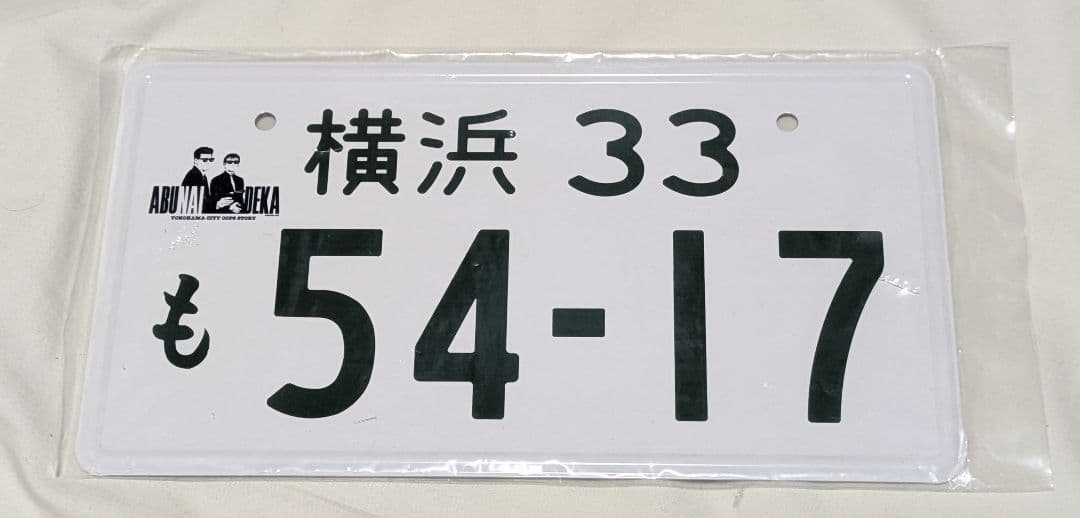 横浜 33
ABUNAI DEKA
YOKOHAMA CITY COPS STORY
も 54-17